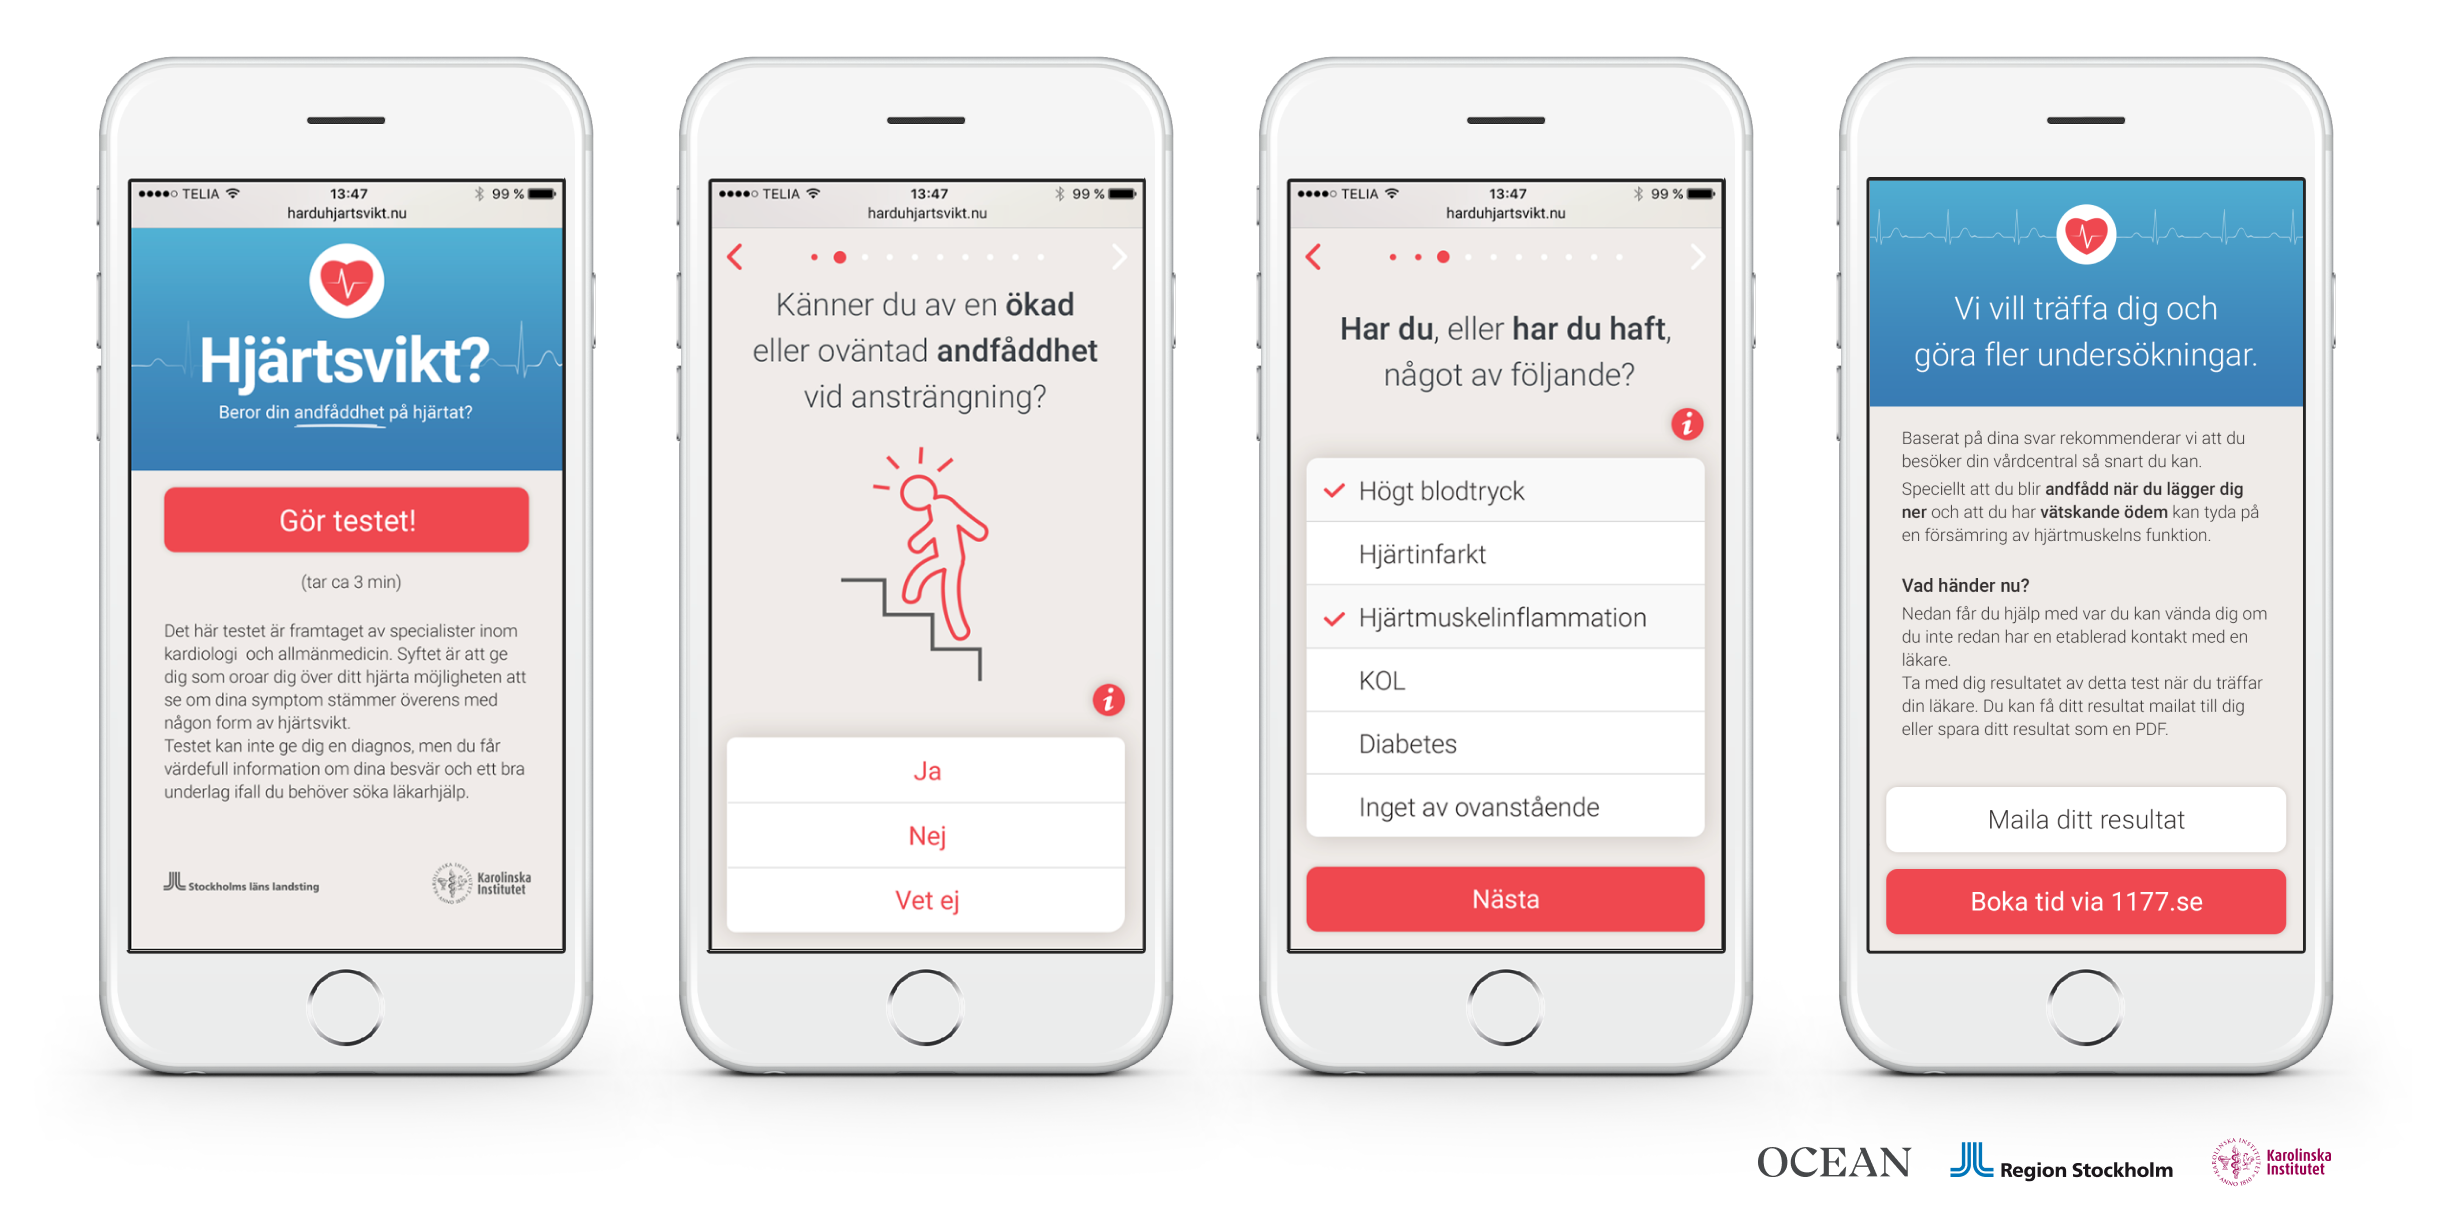 TELIA 13:47 99 %
harduhjartsvikt.nu
Hjärtsvikt?
Beror din andfåddhet på hjärtat?
Gör testet!
(tar ca 3 min)
Det här testet är framtaget av specialister inom
kardiologi och allmänmedicin. Syftet är att ge
dig som oroar dig över ditt hjärta möjligheten att
se om dina symptom stämmer överens med
någon form av hjärtsvikt.
Testet kan inte ge dig en diagnos, men du får
värdefull information om dina besvär och ett bra
underlag ifall du behöver söka läkarhjälp.
Stockholms läns landsting
Karolinska
Institutet
TELIA 13:47 99 %
harduhjartsvikt.nu
Känner du av en ökad
eller oväntad andfåddhet
vid ansträngning?
i
Ja
Nej
Vet ej
TELIA 13:47 99 %
harduhjartsvikt.nu
Har du, eller har du haft,
något av följande?
i
Högt blodtryck
Hjärtinfarkt
Hjärtmuskelinflammation
KOL
Diabetes
Inget av ovanstående
Nästa
Vi vill träffa dig och
göra fler undersökningar.
Baserat på dina svar rekommenderar vi att du
besöker din vårdcentral så snart du kan.
Speciellt att du blir andfådd när du lägger dig
ner och att du har vätskande ödem kan tyda på
en försämring av hjärtmuskelns funktion.
Vad händer nu?
Nedan får du hjälp med var du kan vända dig om
du inte redan har en etablerad kontakt med en
läkare.
Ta med dig resultatet av detta test när du träffar
din läkare. Du kan få ditt resultat mailat till dig
eller spara ditt resultat som en PDF.
Maila ditt resultat
Boka tid via 1177.se
OCEAN
Region Stockholm
KAROLINSKA INSTITUTET ANNO 1810
Karolinska
Institutet